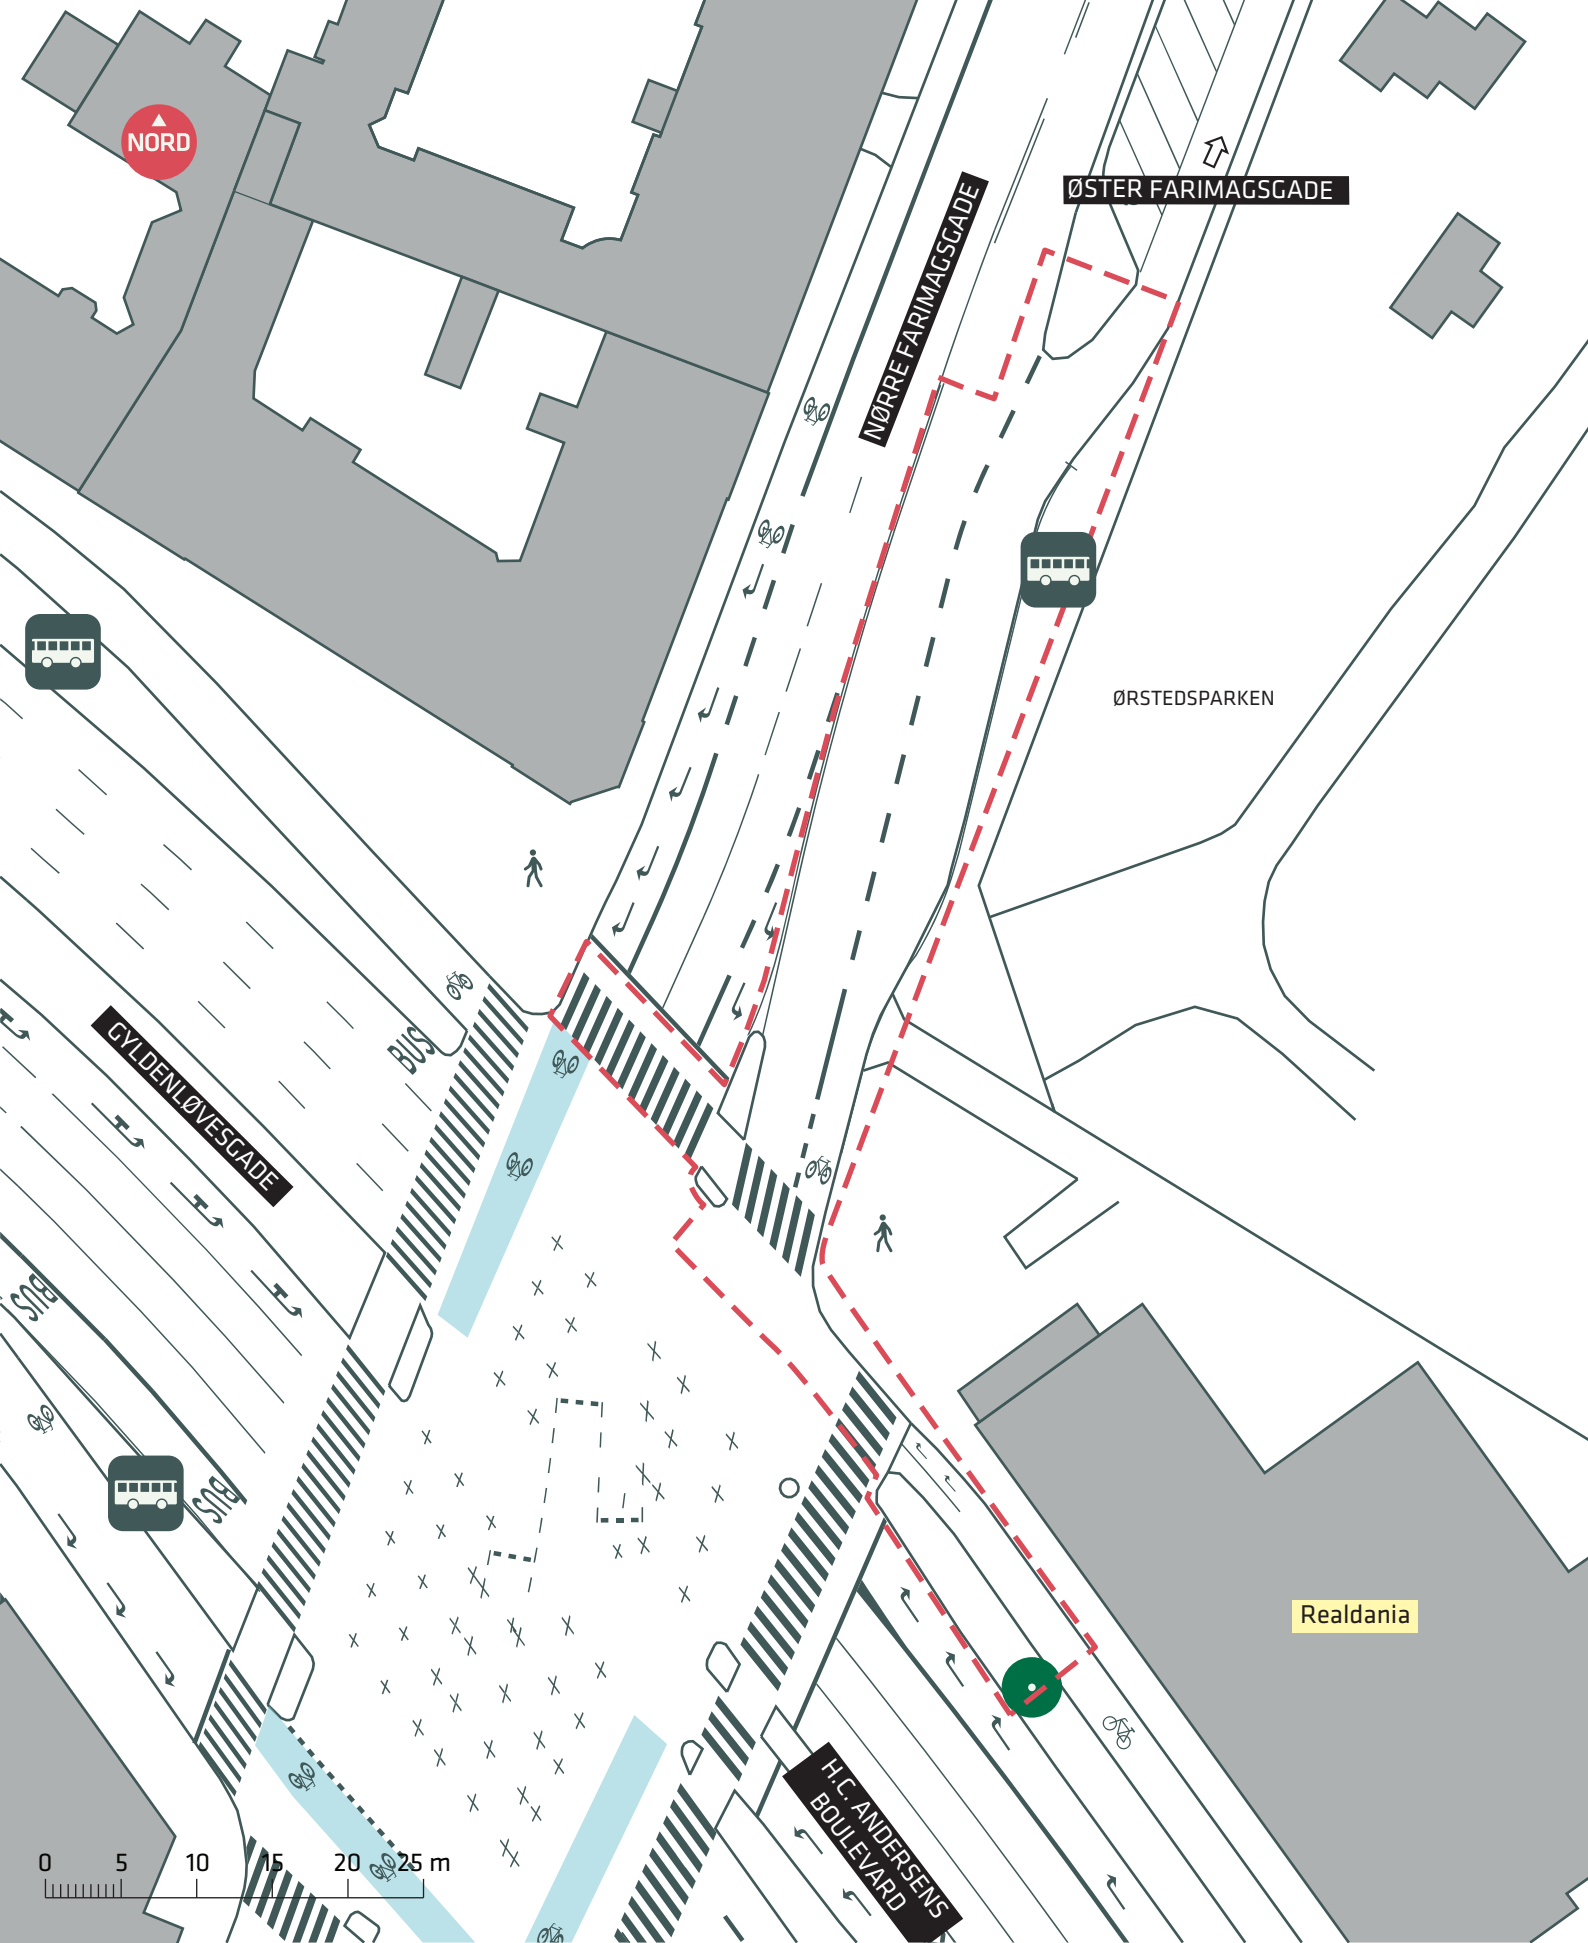 NORD
ØSTER FARIMAGSGADE
NØRRE FARIMAGSGADE
ØRSTEDSPARKEN
BUS
GYLDENLØVESGADE
BUS
BUS
Realdania
H.C. ANDERSENS
BOULEVARD
0 5 10 15 20 25 m